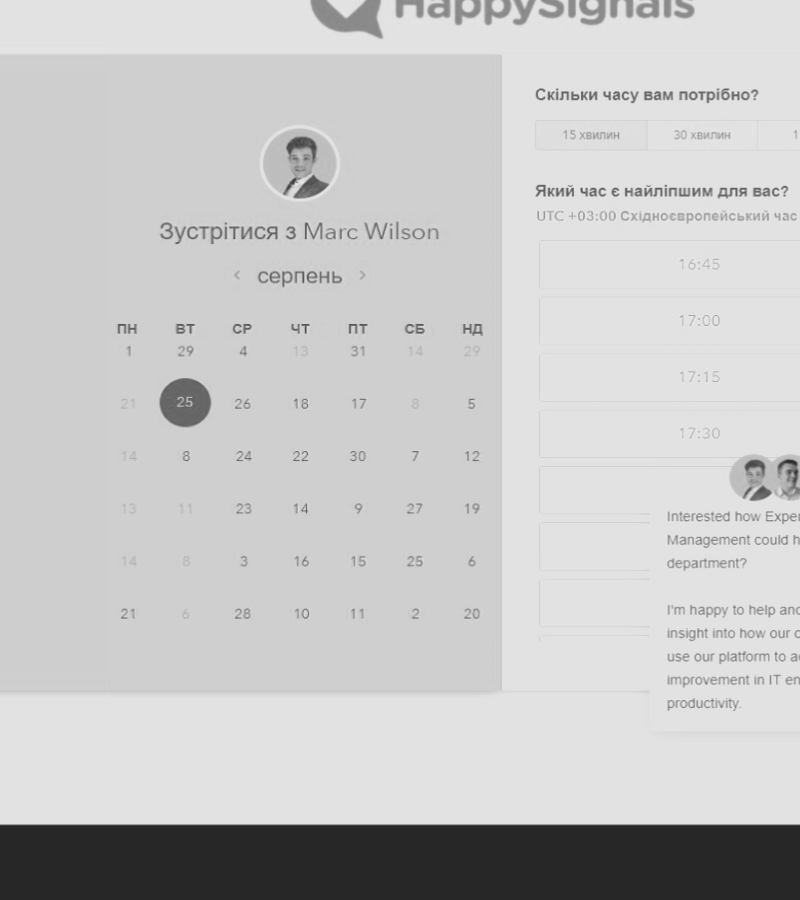 HappySignals
Зустрітися з Marc Wilson
серпень
ПН ВТ СР ЧТ ПТ СБ НД
1 29 4 13 31 14 29
21 25 26 18 17 8 5
14 8 24 22 30 7 12
13 11 23 14 9 27 19
14 8 3 16 15 25 6
21 6 28 10 11 2 20
Скільки часу вам потрібно?
15 хвилин 30 хвилин 1
Який час є найліпшим для вас?
UTC +03:00 Східноєвропейський час
16:45
17:00
17:15
17:30
Interested how Exper
Management could h
department?
I'm happy to help and
insight into how our c
use our platform to a
improvement in IT en
productivity.